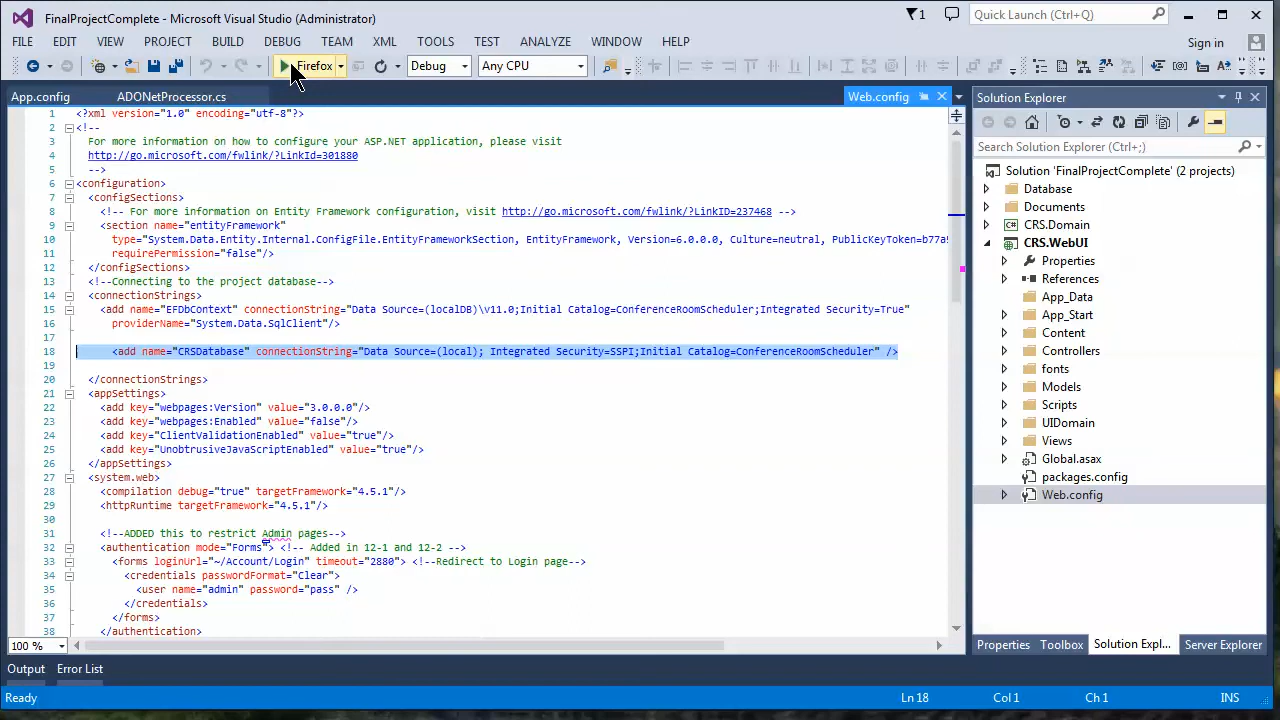 FinalProjectComplete - Microsoft Visual Studio (Administrator)
1
Quick Launch (Ctrl+;)
FILE EDIT VIEW PROJECT BUILD DEBUG TEAM XML TOOLS TEST ANALYZE WINDOW HELP
Sign in
Firefox Debug Any CPU
App.config ADONetProcessor.cs Web.config
1 <?xml version="1.0" encoding="utf-8"?>
2 <!--
3 For more information on how to configure your ASP.NET application, please visit
4 http://go.microsoft.com/fwlink/?LinkId=301880
5 -->
6 <configuration>
7 <configSections>
8 <!-- For more information on Entity Framework configuration, visit http://go.microsoft.com/fwlink/?LinkID=237468 -->
9 <section name="entityFramework"
10 type="System.Data.Entity.Internal.ConfigFile.EntityFrameworkSection, EntityFramework, Version=6.0.0.0, Culture=neutral, PublicKeyToken=b77a5
11 requirePermission="false"/>
12 </configSections>
13 <!--Connecting to the project database-->
14 <connectionStrings>
15 <add name="EFDbContext" connectionString="Data Source=(localDB)\v11.0;Initial Catalog=ConferenceRoomScheduler;Integrated Security=True"
16 providerName="System.Data.SqlClient"/>
17
18 <add name="CRSDatabase" connectionString="Data Source=(local); Integrated Security=SSPI;Initial Catalog=ConferenceRoomScheduler" />
19
20 </connectionStrings>
21 <appSettings>
22 <add key="webpages:Version" value="3.0.0.0"/>
23 <add key="webpages:Enabled" value="false"/>
24 <add key="ClientValidationEnabled" value="true"/>
25 <add key="UnobtrusiveJavaScriptEnabled" value="true"/>
26 </appSettings>
27 <system.web>
28 <compilation debug="true" targetFramework="4.5.1"/>
29 <httpRuntime targetFramework="4.5.1"/>
30
31 <!--ADDED this to restrict Admin pages-->
32 <authentication mode="Forms"> <!-- Added in 12-1 and 12-2 -->
33 <forms loginUrl="~/Account/Login" timeout="2880"> <!--Redirect to Login page-->
34 <credentials passwordFormat="Clear">
35 <user name="admin" password="pass" />
36 </credentials>
37 </forms>
38 </authentication>
100 %
Solution Explorer
Search Solution Explorer (Ctrl+;)
Solution 'FinalProjectComplete' (2 projects)
Database
Documents
CRS.Domain
CRS.WebUI
Properties
References
App_Data
App_Start
Content
Controllers
fonts
Models
Scripts
UIDomain
Views
Global.asax
packages.config
Web.config
Properties Toolbox Solution Expl... Server Explorer
Output Error List
Ready Ln 18 Col 1 Ch 1 INS